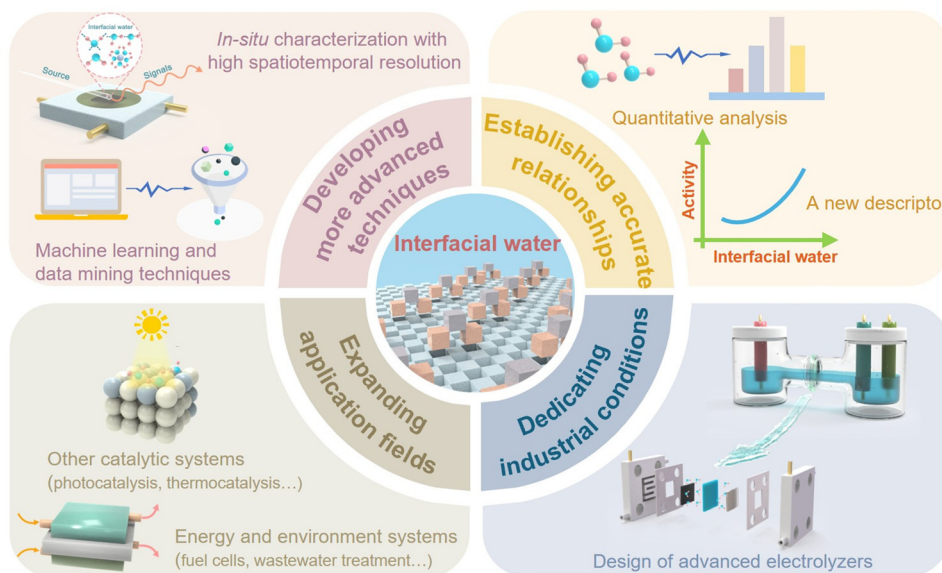 Interfacial water
Source
Signals
In-situ characterization with
high spatiotemporal resolution
Machine learning and
data mining techniques
Developing
more advanced
techniques
Establishing accurate
relationships
Quantitative analysis
Activity
A new descripto
Interfacial water
Interfacial water
Expanding
application fields
Dedicating
industrial conditions
Other catalytic systems
(photocatalysis, thermocatalysis...)
Energy and environment systems
(fuel cells, wastewater treatment...)
Design of advanced electrolyzers